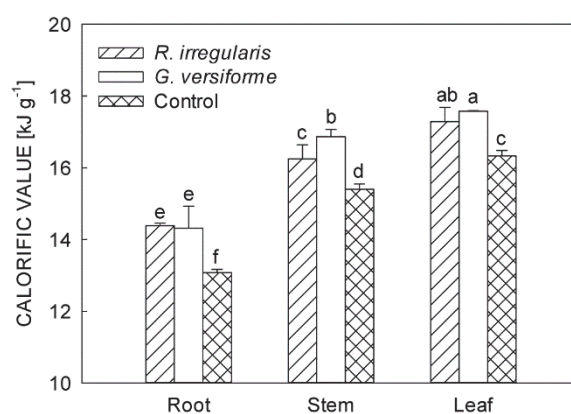 CALORIFIC VALUE [kJ g⁻¹]
20
18
16
14
12
10
R. irregularis
G. versiforme
Control
e e f
c b d
ab a c
Root Stem Leaf